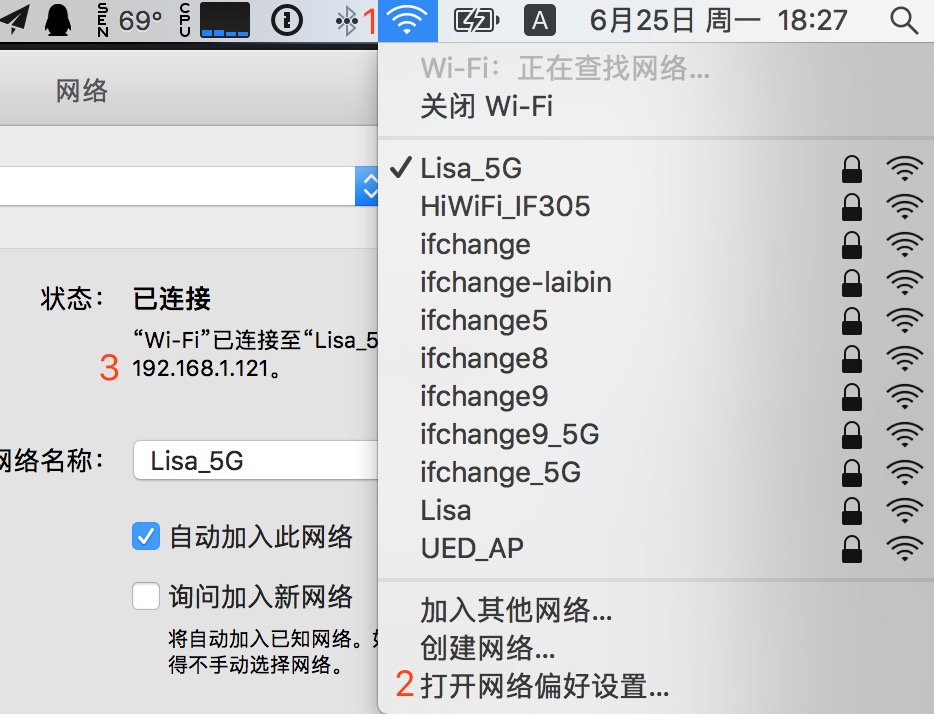 SEN 69° CPU 1 A 6月25日 周一 18:27
网络
Wi-Fi：正在查找网络...
关闭 Wi-Fi
Lisa_5G
HiWiFi_IF305
ifchange
ifchange-laibin
ifchange5
ifchange8
ifchange9
ifchange9_5G
ifchange_5G
Lisa
UED_AP
加入其他网络...
创建网络...
2 打开网络偏好设置...
状态： 已连接
“Wi-Fi”已连接至“Lisa_5
3 192.168.1.121。
网络名称： Lisa_5G
自动加入此网络
询问加入新网络
将自动加入已知网络。
得不手动选择网络。